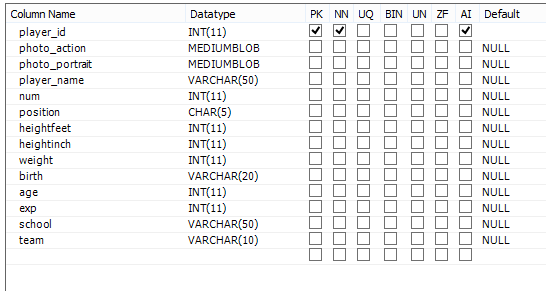 Column Name Datatype PK NN UQ BIN UN ZF AI Default
player_id INT(11)
photo_action MEDIUMBLOB NULL
photo_portrait MEDIUMBLOB NULL
player_name VARCHAR(50) NULL
num INT(11) NULL
position CHAR(5) NULL
heightfeet INT(11) NULL
heightinch INT(11) NULL
weight INT(11) NULL
birth VARCHAR(20) NULL
age INT(11) NULL
exp INT(11) NULL
school VARCHAR(50) NULL
team VARCHAR(10) NULL